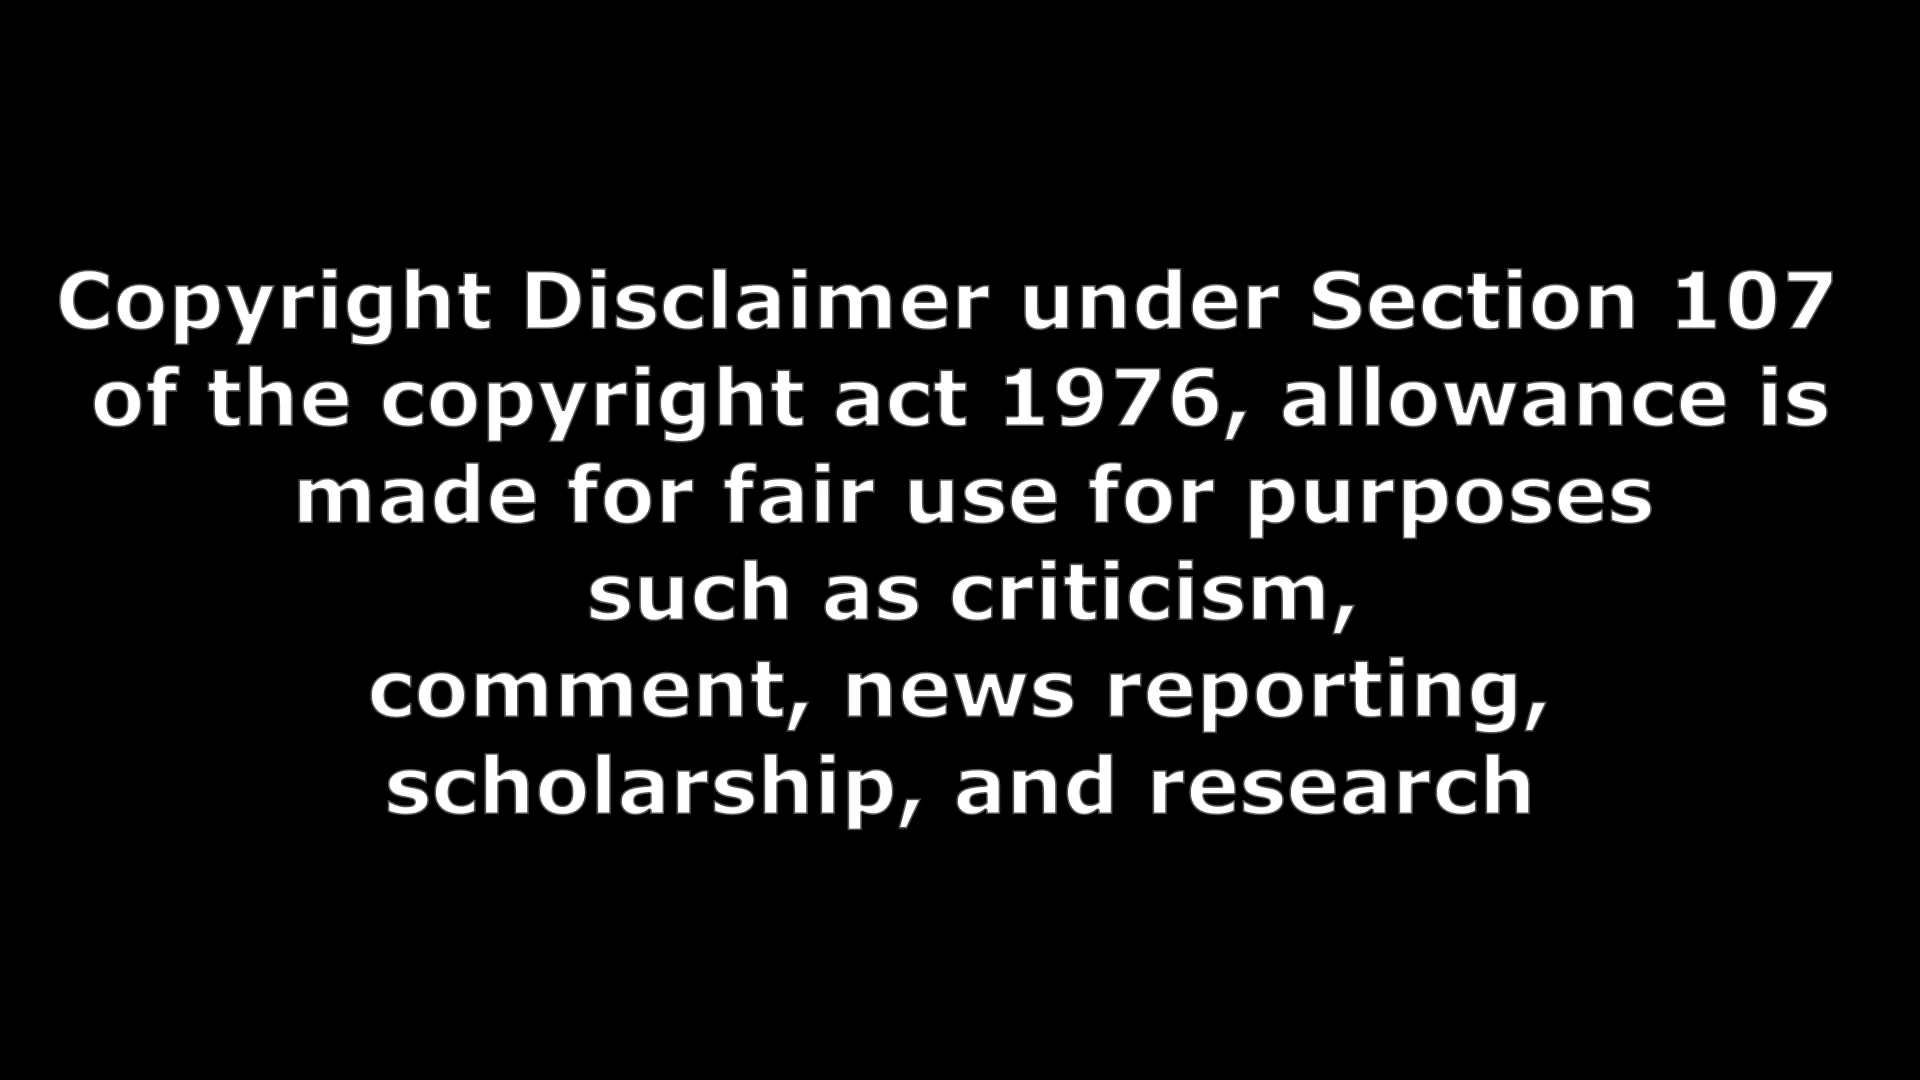 Copyright Disclaimer under Section 107
of the copyright act 1976, allowance is
made for fair use for purposes
such as criticism,
comment, news reporting,
scholarship, and research